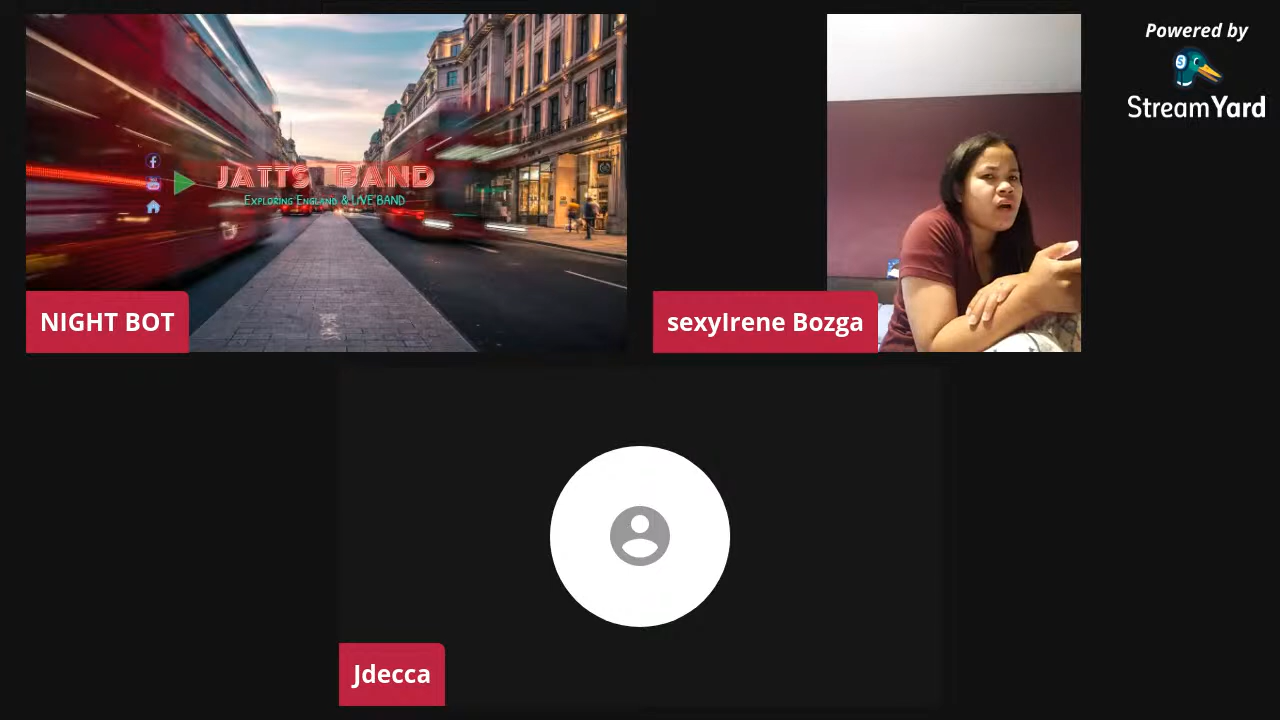 Powered by
StreamYard
JATTS BAND
EXPLORING ENGLAND & LIVE BAND
NIGHT BOT
sexyIrene Bozga
Jdecca